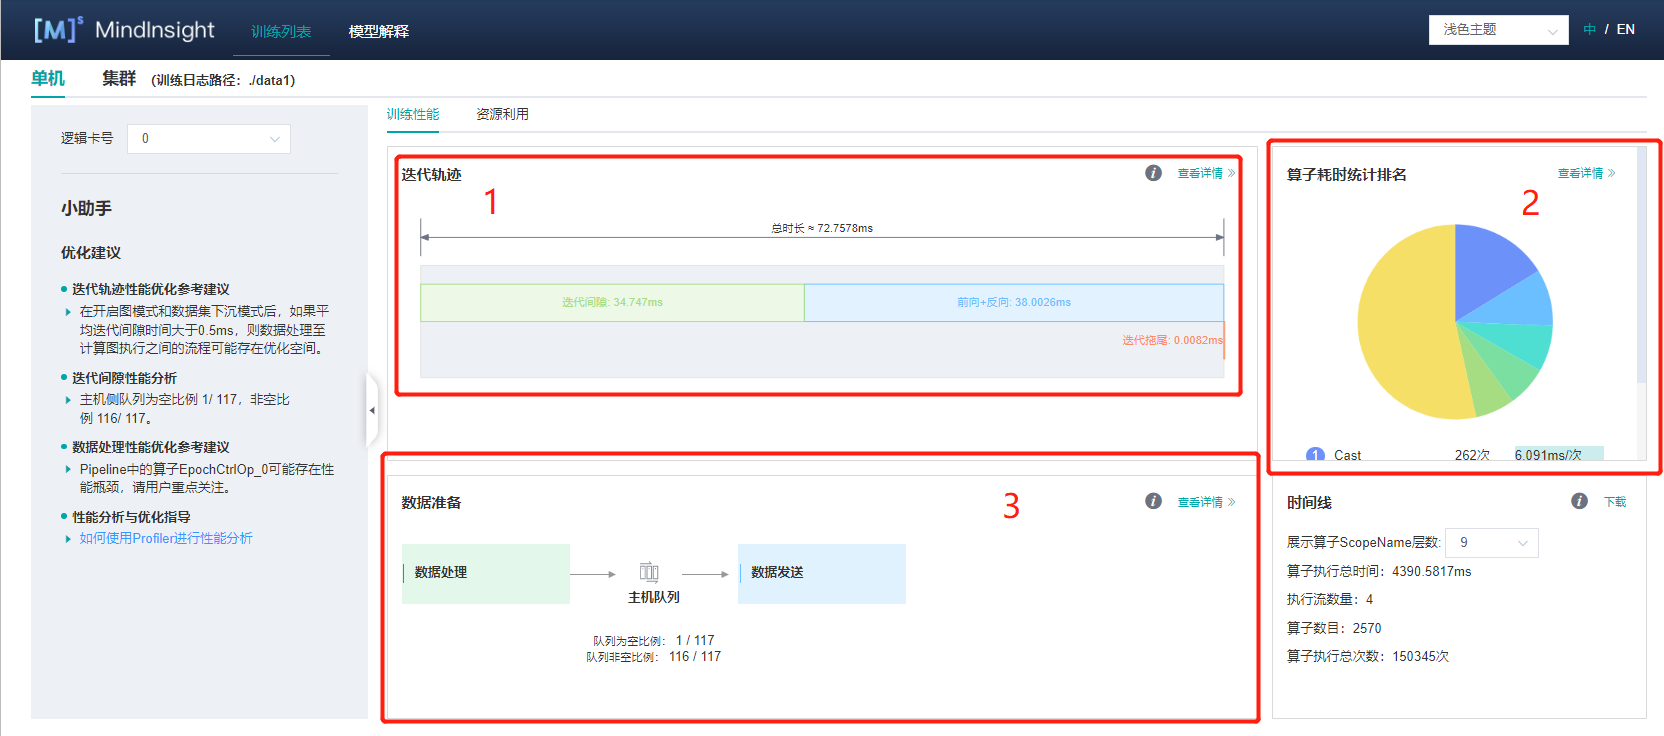 [M]s MindInsight 训练列表 模型解释 浅色主题 中 / EN
单机 集群 (训练日志路径: ./data1)
逻辑卡号 0
小助手
优化建议
迭代轨迹性能优化参考建议
在开启图模式和数据集下沉模式后，如果平
均迭代间隙时间大于0.5ms，则数据处理至
计算图执行之间的流程可能存在优化空间。
迭代间隙性能分析
主机侧队列为空比例 1/ 117，非空比
例 116/ 117。
数据处理性能优化参考建议
Pipeline中的算子EpochCtrlOp_0可能存在性
能瓶颈，请用户重点关注。
性能分析与优化指导
如何使用Profiler进行性能分析
训练性能 资源利用
迭代轨迹 i 查看详情
1
总时长 ≈ 72.7578ms
迭代间隙: 34.747ms 前向+反向: 38.0026ms
迭代拖尾: 0.0082ms
算子耗时统计排名 查看详情
2
1 Cast 262次 6.091ms/次
数据准备 i 查看详情
3
数据处理 数据发送
主机队列
队列为空比例： 1 / 117
队列非空比例： 116 / 117
时间线 i 下载
展示算子ScopeName层数: 9
算子执行总时间：4390.5817ms
执行流数量：4
算子数目：2570
算子执行总次数：150345次